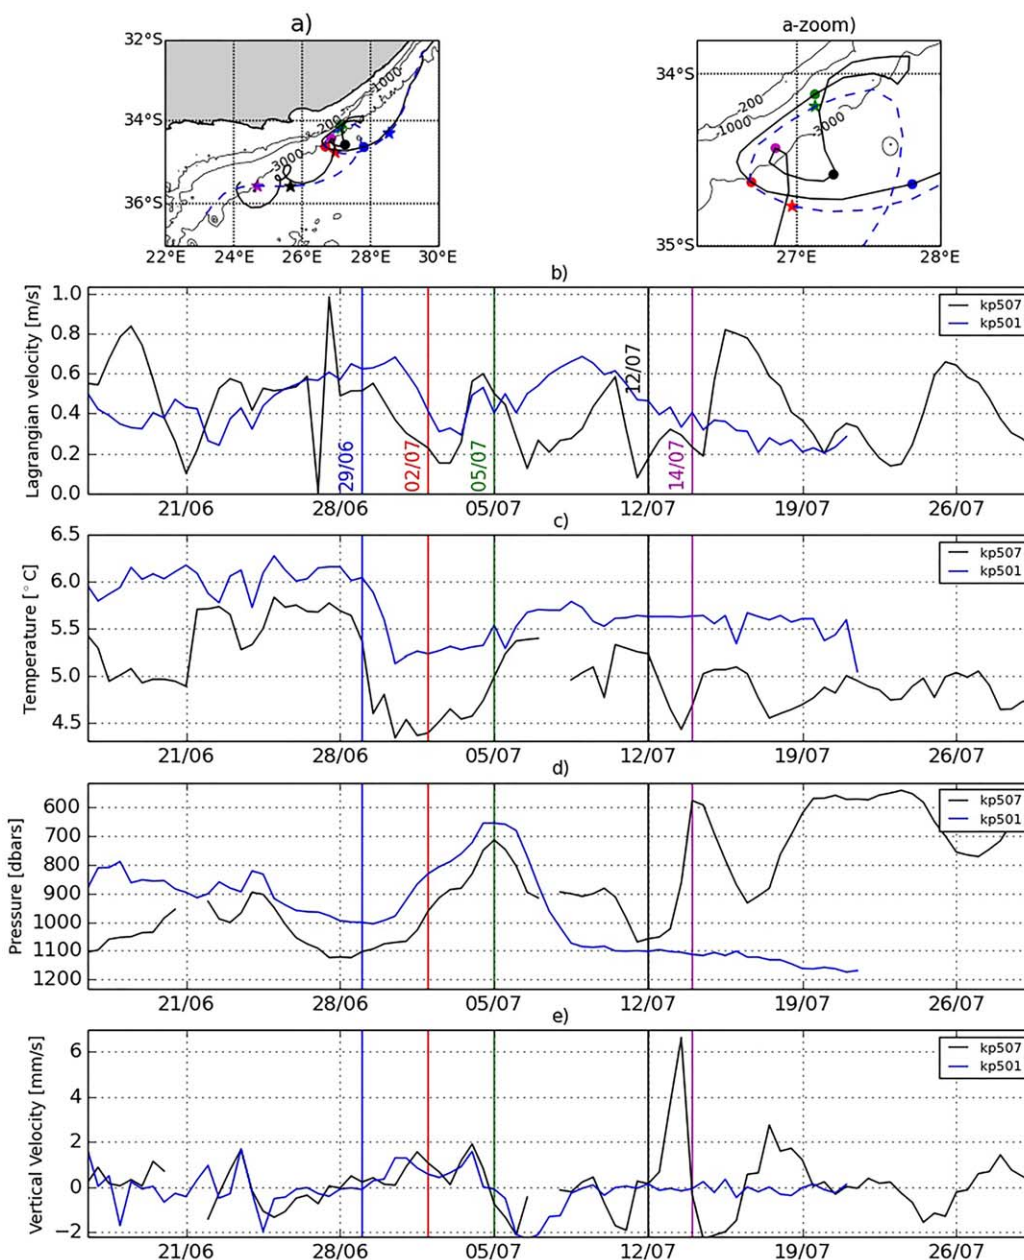 a)
a-zoom)
32°S
34°S
36°S
22°E 24°E 26°E 28°E 30°E
1000
-200
3000
34°S
35°S
27°E 28°E
-200
-1000
-3000
b)
Lagrangian velocity [m/s]
1.0
0.8
0.6
0.4
0.2
0.0
29/06
02/07
05/07
12/07
14/07
kp507
kp501
21/06 28/06 05/07 12/07 19/07 26/07
c)
Temperature [°C]
6.5
6.0
5.5
5.0
4.5
kp507
kp501
21/06 28/06 05/07 12/07 19/07 26/07
d)
Pressure [dbars]
600
700
800
900
1000
1100
1200
kp507
kp501
21/06 28/06 05/07 12/07 19/07 26/07
e)
Vertical Velocity [mm/s]
6
4
2
0
−2
kp507
kp501
21/06 28/06 05/07 12/07 19/07 26/07